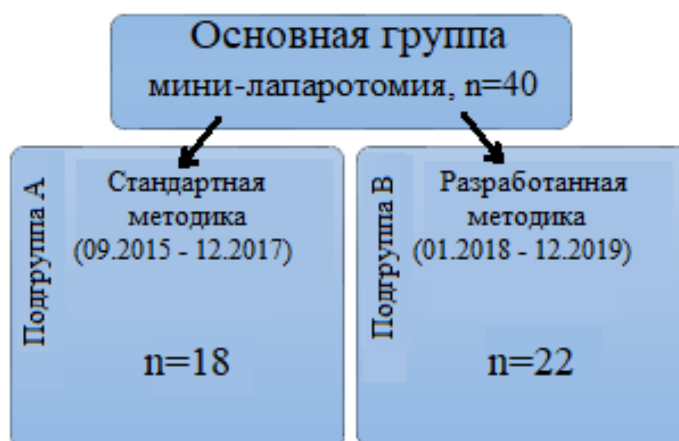 Основная группа
мини-лапаротомия, n=40
Подгруппа А
Стандартная
методика
(09.2015 - 12.2017)
n=18
Подгруппа В
Разработанная
методика
(01.2018 - 12.2019)
n=22